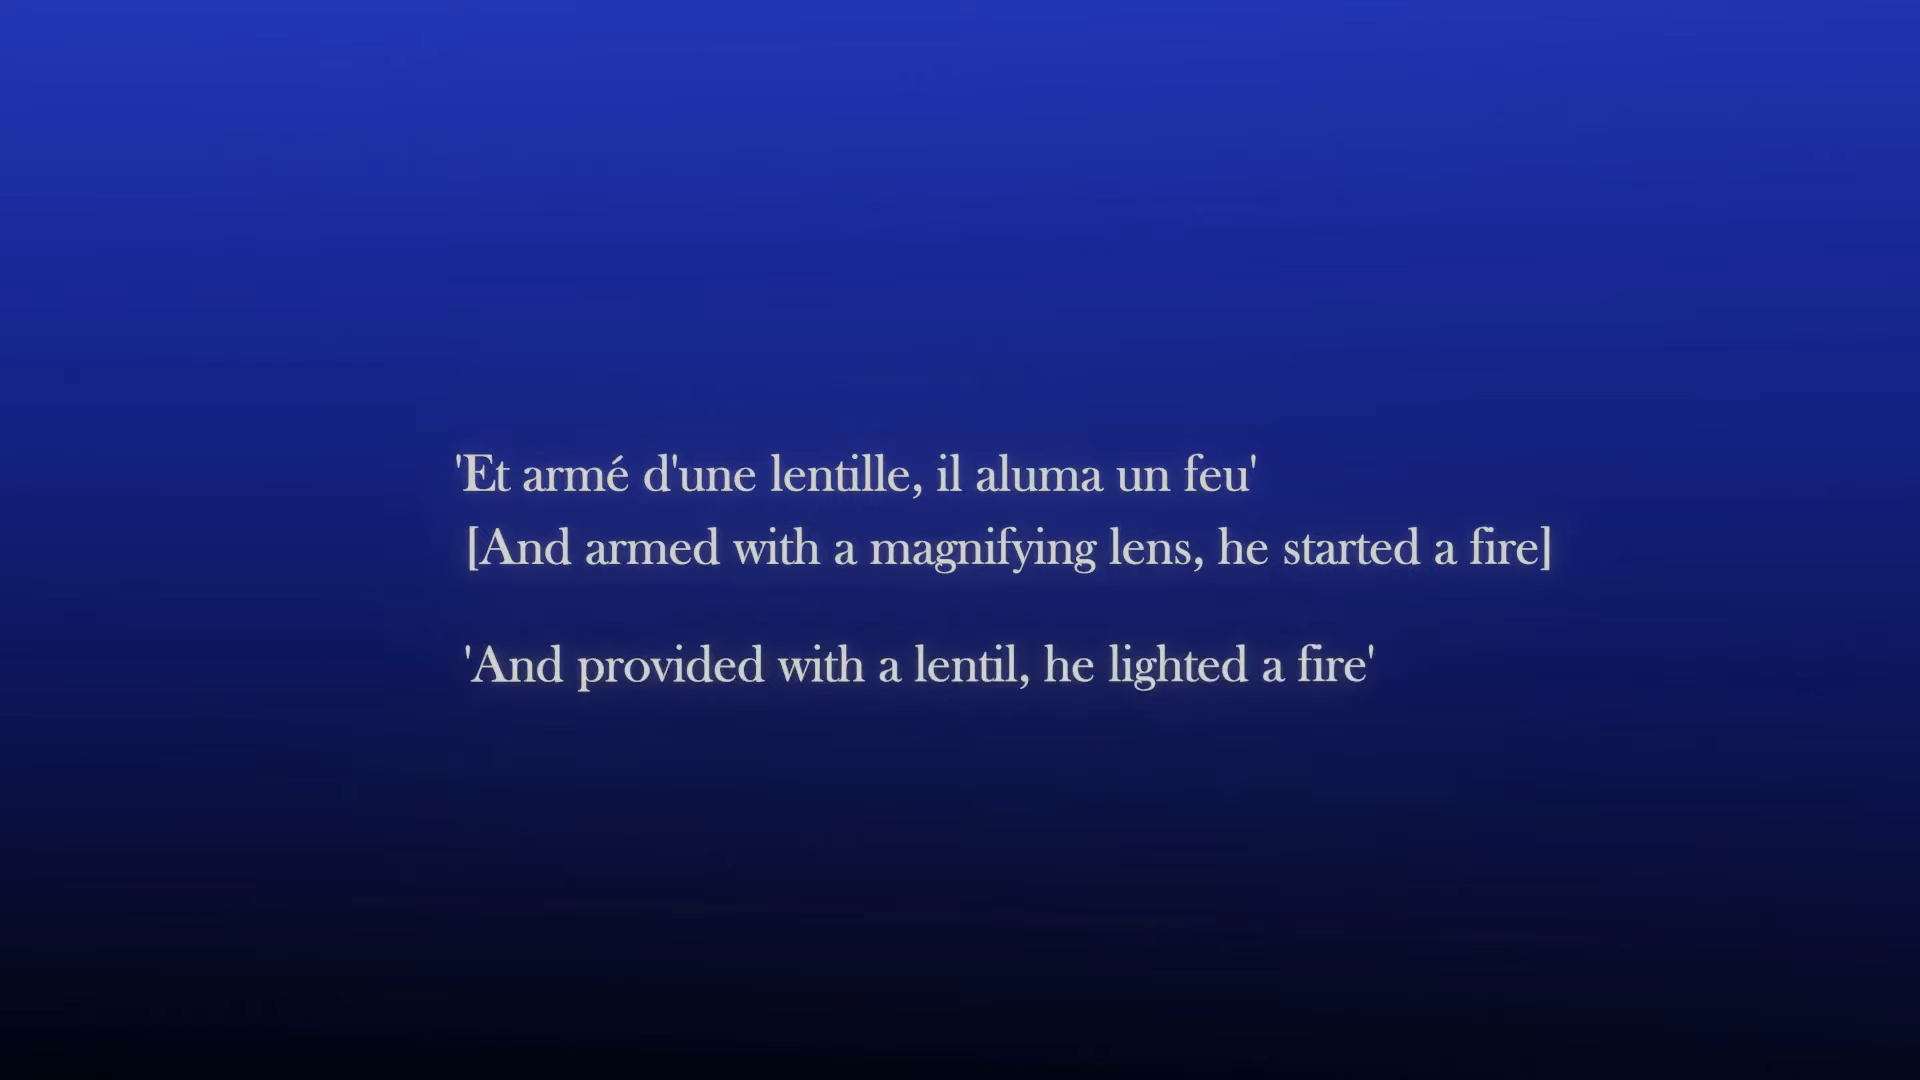 'Et armé d'une lentille, il aluma un feu'
[And armed with a magnifying lens, he started a fire]
'And provided with a lentil, he lighted a fire'